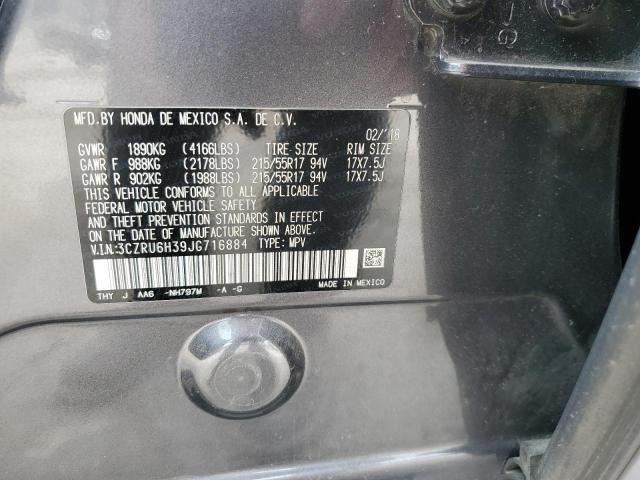 MFD.BY HONDA DE MEXICO S.A. DE C.V.
02/'18
GVWR 1890KG (4166LBS) TIRE SIZE RIM SIZE
GAWR F 988KG (2178LBS) 215/55R17 94V 17X7.5J
GAWR R 902KG (1988LBS) 215/55R17 94V 17X7.5J
THIS VEHICLE CONFORMS TO ALL APPLICABLE
FEDERAL MOTOR VEHICLE SAFETY
AND THEFT PREVENTION STANDARDS IN EFFECT
ON THE DATE OF MANUFACTURE SHOWN ABOVE.
V.I.N.:3CZRU6H39JG716884 TYPE: MPV
THY J AA6 -NH797M -A -G
MADE IN MEXICO